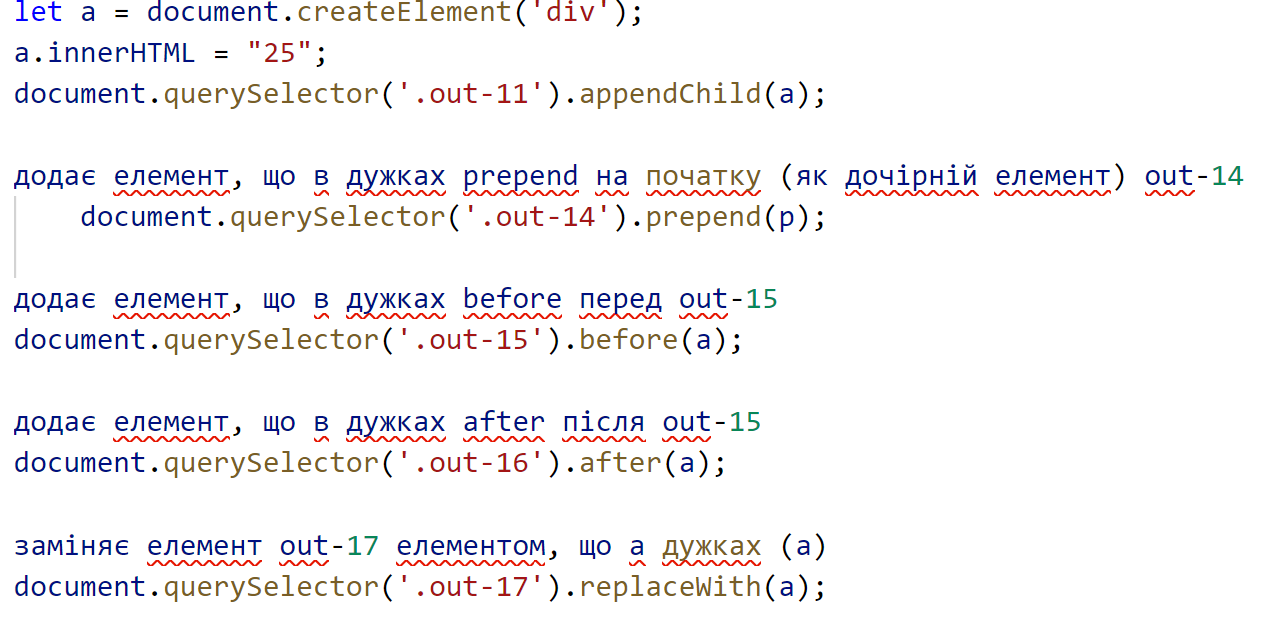 let a = document.createElement('div');
a.innerHTML = "25";
document.querySelector('.out-11').appendChild(a);
додає елемент, що в дужках prepend на початку (як дочірній елемент) out-14
document.querySelector('.out-14').prepend(p);
додає елемент, що в дужках before перед out-15
document.querySelector('.out-15').before(a);
додає елемент, що в дужках after після out-15
document.querySelector('.out-16').after(a);
заміняє елемент out-17 елементом, що а дужках (а)
document.querySelector('.out-17').replaceWith(a);